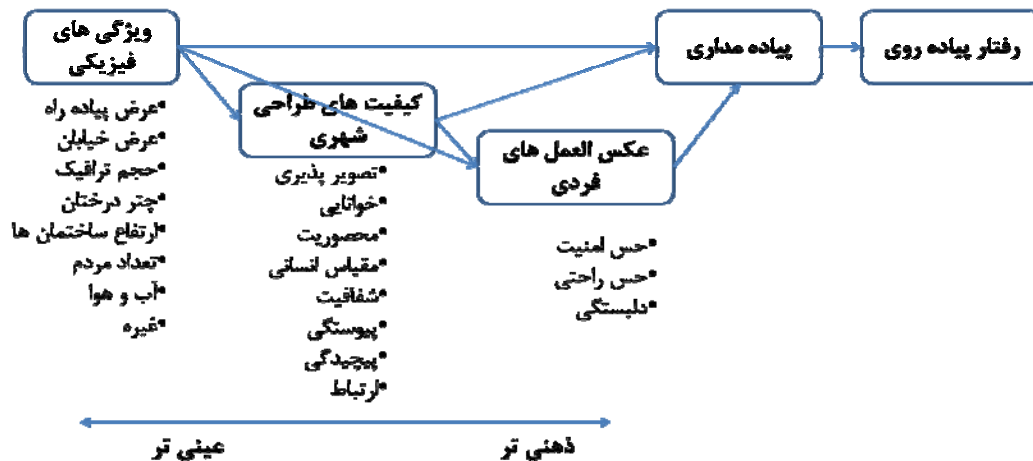 ویژگی های
فیزیکی
•عرض پیاده راه
•عرض خیابان
•حجم ترافیک
•چتر درختان
•ارتفاع ساختمان ها
•تعداد مردم
•آب و هوا
•غیره
کیفیت های طراحی
شهری
•تصویر پذیری
•خوانایی
•محصوریت
•مقیاس انسانی
•شفافیت
•پیوستگی
•پیچیدگی
•ارتباط
عکس العمل های
فردی
•حس امنیت
•حس راحتی
•دلبستگی
پیاده مداری
رفتار پیاده روی
عینی تر
ذهنی تر